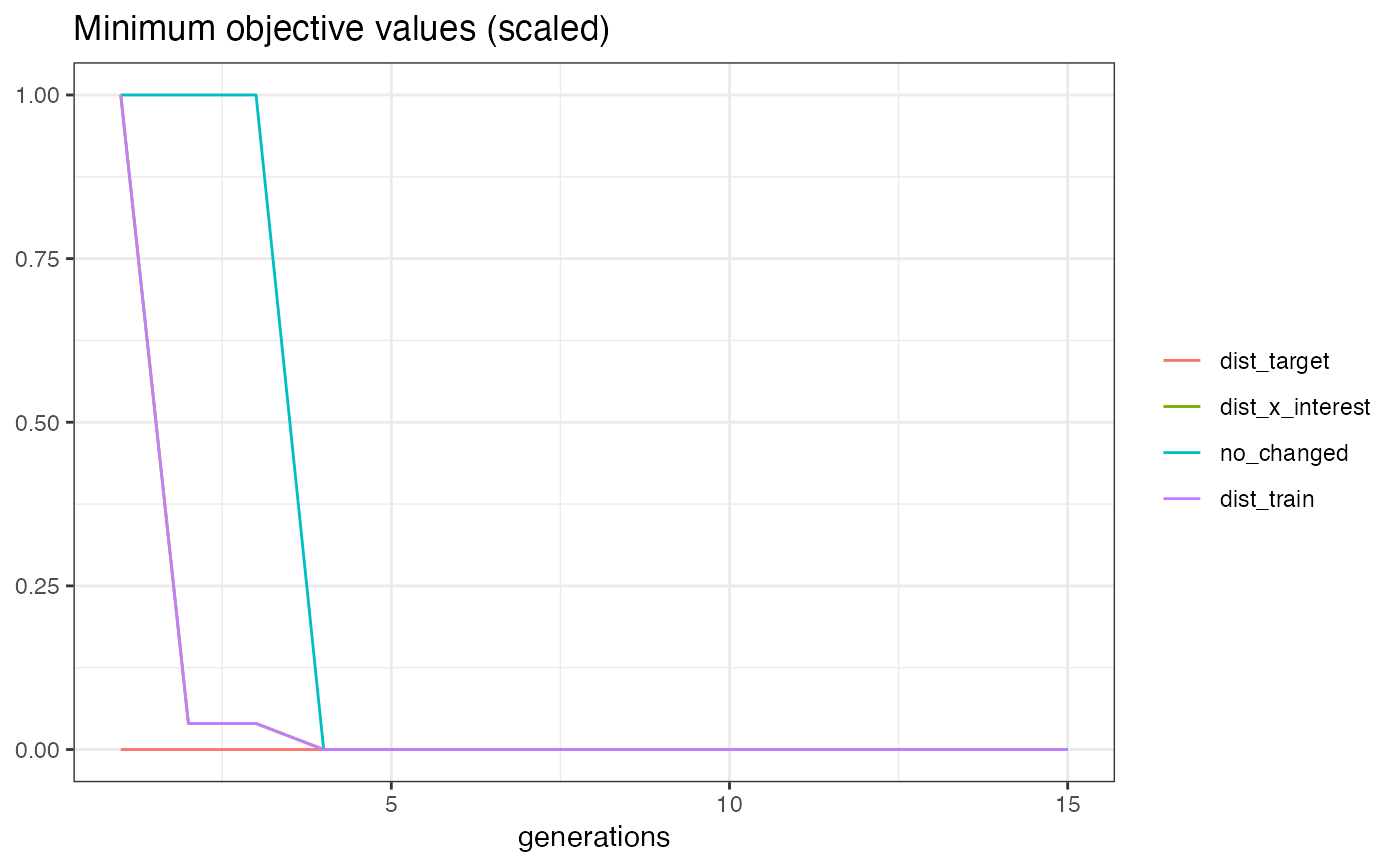 Minimum objective values (scaled)
1.00
0.75
0.50
0.25
0.00
5
10
15
generations
dist_target
dist_x_interest
no_changed
dist_train